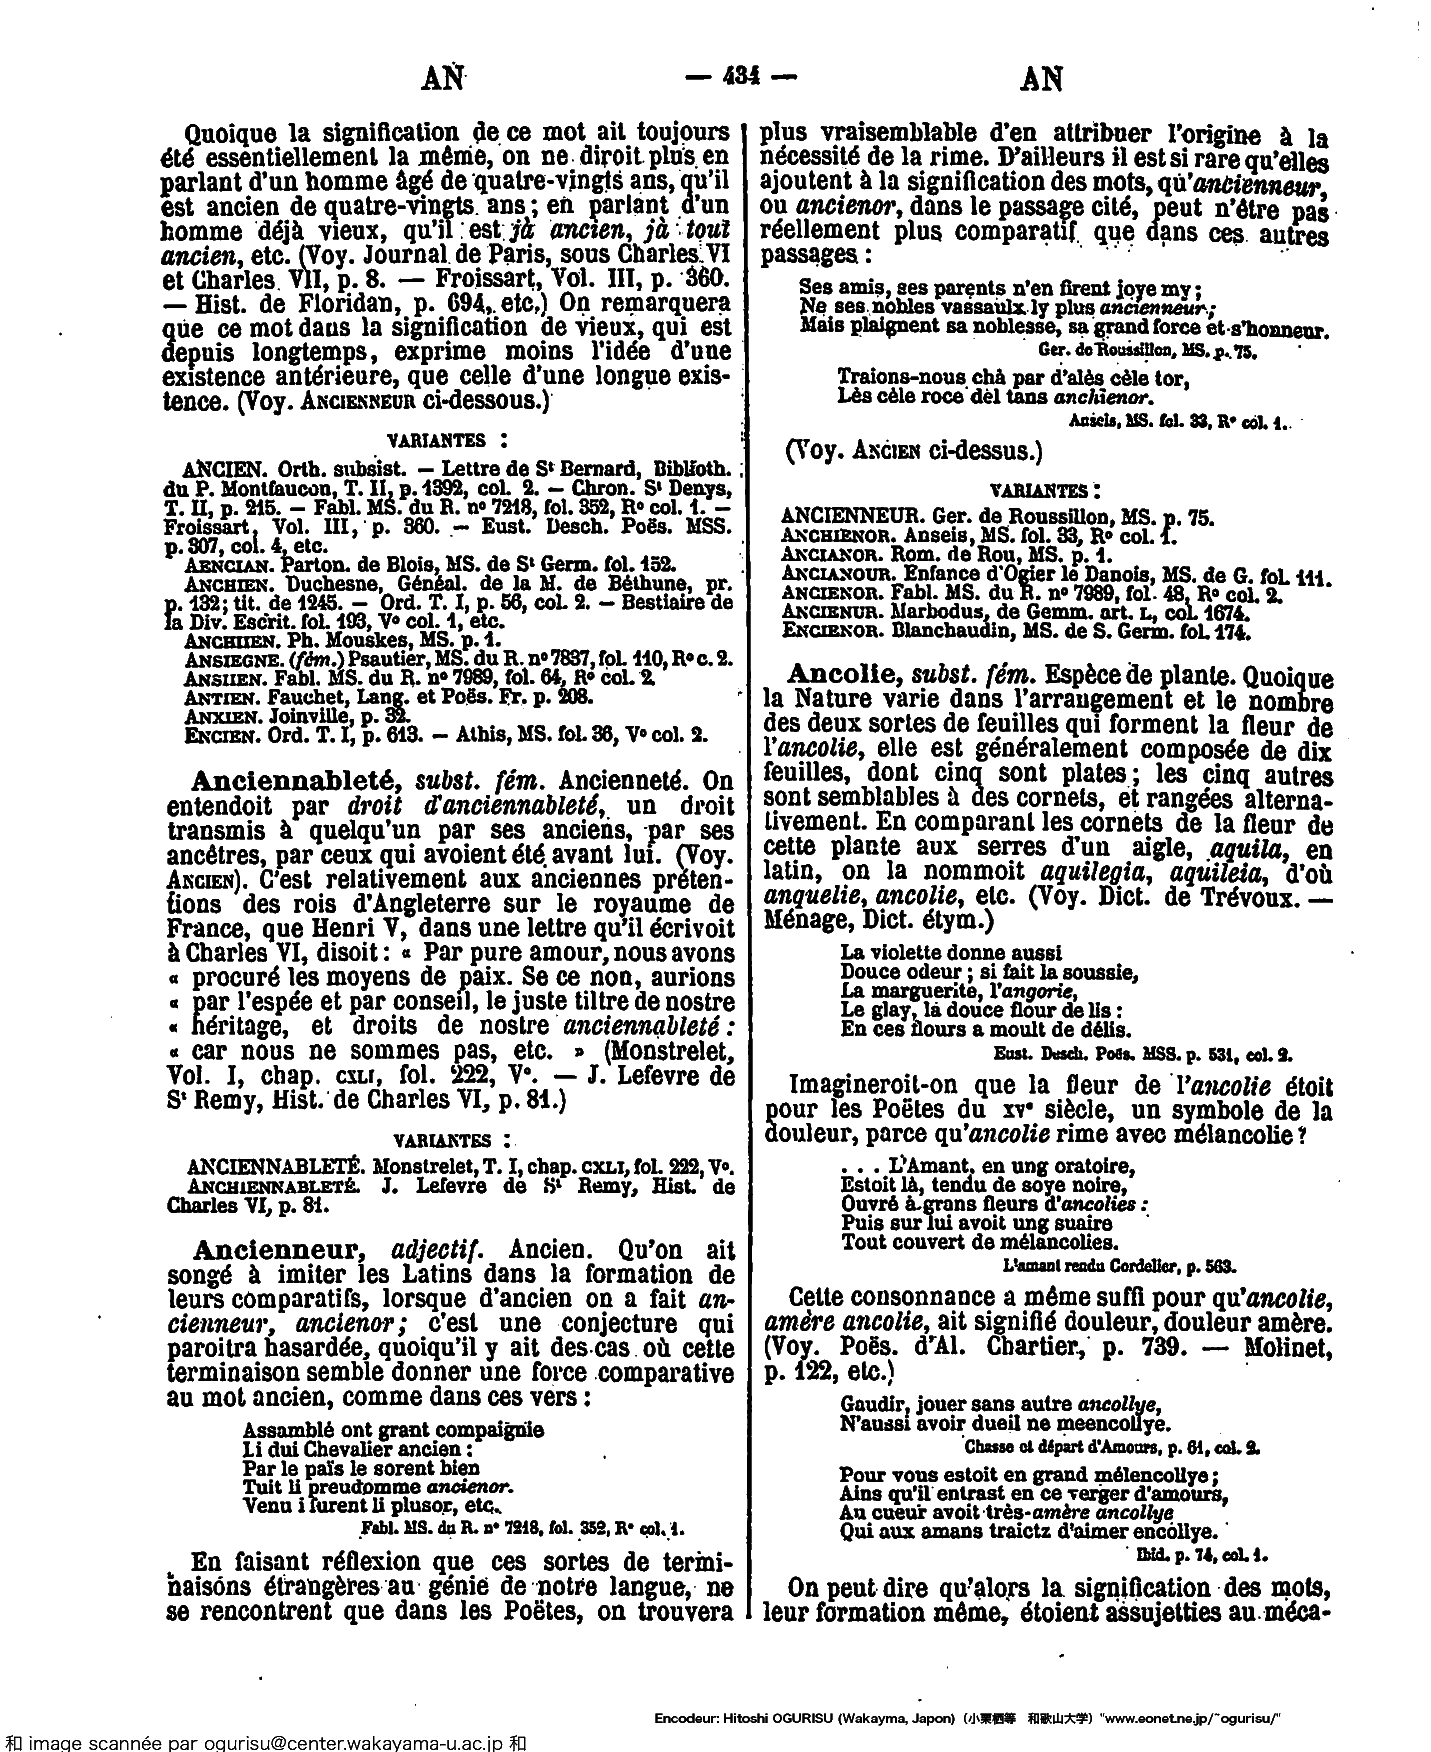 AN — 434 — AN
Quoique la signification de ce mot ait toujours
été essentiellement la même, on ne diroit plus en
parlant d'un homme âgé de quatre-vingts ans, qu'il
est ancien de quatre-vingts ans ; en parlant d'un
homme déjà vieux, qu'il est jà ancien, jà tout
ancien, etc. (Voy. Journal de Paris, sous Charles VI
et Charles VII, p. 8. — Froissart, Vol. III, p. 360.
— Hist. de Floridan, p. 694, etc.) On remarquera
que ce mot dans la signification de vieux, qui est
depuis longtemps, exprime moins l'idée d'une
existence antérieure, que celle d'une longue exis-
tence. (Voy. ANCIENNEUR ci-dessous.)
VARIANTES :
ANCIEN. Orth. subsist. — Lettre de St Bernard, Biblioth.
du P. Montfaucon, T. II, p. 1392, col. 2. — Chron. St Denys,
T. II, p. 215. — Fabl. MS. du R. nº 7218, fol. 352, Rº col. 1. —
Froissart, Vol. III, p. 360. — Eust. Desch. Poës. MSS.
p. 307, col. 4, etc.
AENCIAN. Parton. de Blois, MS. de St Germ. fol. 152.
ANCHIEN. Duchesne, Généal. de la M. de Béthune, pr.
p. 132 ; tit. de 1245. — Ord. T. I, p. 56, col. 2. — Bestiaire de
la Div. Escrit. fol. 193, Vº col. 1, etc.
ANCHIIEN. Ph. Mouskes, MS. p. 1.
ANSIEGNE. (fém.) Psautier, MS. du R. nº 7837, fol. 110, Rº c. 2.
ANSIIEN. Fabl. MS. du R. nº 7989, fol. 64, Rº col. 2
ANTIEN. Fauchet, Lang. et Poës. Fr. p. 208.
ANXIEN. Joinville, p. 32.
ENCIEN. Ord. T. I, p. 613. — Athis, MS. fol. 36, Vº col. 2.
Anciennableté, subst. fém. Ancienneté. On
entendoit par droit d'anciennableté, un droit
transmis à quelqu'un par ses anciens, par ses
ancêtres, par ceux qui avoient été avant lui. (Voy.
ANCIEN). C'est relativement aux anciennes préten-
tions des rois d'Angleterre sur le royaume de
France, que Henri V, dans une lettre qu'il écrivoit
à Charles VI, disoit : « Par pure amour, nous avons
« procuré les moyens de paix. Se ce non, aurions
« par l'espée et par conseil, le juste tiltre de nostre
« héritage, et droits de nostre anciennableté :
« car nous ne sommes pas, etc. » (Monstrelet,
Vol. I, chap. CXLI, fol. 222, Vº. — J. Lefevre de
St Remy, Hist. de Charles VI, p. 81.)
VARIANTES :
ANCIENNABLETÉ. Monstrelet, T. I, chap. CXLI, fol. 222, Vº.
ANCHIENNABLETÉ. J. Lefevre de St Remy, Hist. de
Charles VI, p. 81.
Ancienneur, adjectif. Ancien. Qu'on ait
songé à imiter les Latins dans la formation de
leurs comparatifs, lorsque d'ancien on a fait an-
cienneur, ancienor ; c'est une conjecture qui
paroitra hasardée, quoiqu'il y ait des cas où cette
terminaison semble donner une force comparative
au mot ancien, comme dans ces vers :
Assamblé ont grant compaignie
Li dui Chevalier ancien :
Par le païs le sorent bien
Tuit li preudomme ancienor.
Venu i furent li plusor, etc.
Fabl. MS. du R. nº 7218, fol. 352, Rº col. 1.
En faisant réflexion que ces sortes de termi-
naisons étrangères au génie de notre langue, ne
se rencontrent que dans les Poëtes, on trouvera
plus vraisemblable d'en attribuer l'origine à la
nécessité de la rime. D'ailleurs il est si rare qu'elles
ajoutent à la signification des mots, qu'ancienneur,
ou ancienor, dans le passage cité, peut n'être pas
réellement plus comparatif que dans ces autres
passages :
Ses amis, ses parents n'en firent joye my ;
Ne ses nobles vassaulx ly plus ancienneur ;
Mais plaignent sa noblesse, sa grand force et s'honneur.
Ger. de Roussillon, MS. p. 75.
Traions-nous chà par d'alès cèle tor,
Lès cèle roce dèl tans anchienor.
Anseis, MS. fol. 33, Rº col. 1.
(Voy. ANCIEN ci-dessus.)
VARIANTES :
ANCIENNEUR. Ger. de Roussillon, MS. p. 75.
ANCHIENOR. Anseis, MS. fol. 33, Rº col. 1.
ANCIANOR. Rom. de Rou, MS. p. 1.
ANCIANOUR. Enfance d'Ogier le Danois, MS. de G. fol. 111.
ANCIENOR. Fabl. MS. du R. nº 7989, fol. 48, Rº col. 2.
ANCIENUR. Marbodus, de Gemm. art. L, col. 1674.
ENCIENOR. Blanchaudin, MS. de S. Germ. fol. 174.
Ancolie, subst. fém. Espèce de plante. Quoique
la Nature varie dans l'arrangement et le nombre
des deux sortes de feuilles qui forment la fleur de
l'ancolie, elle est généralement composée de dix
feuilles, dont cinq sont plates ; les cinq autres
sont semblables à des cornets, et rangées alterna-
tivement. En comparant les cornets de la fleur de
cette plante aux serres d'un aigle, aquila, en
latin, on la nommoit aquilegia, aquileia, d'où
anquelie, ancolie, etc. (Voy. Dict. de Trévoux. —
Ménage, Dict. étym.)
La violette donne aussi
Douce odeur ; si fait la soussie,
La marguerite, l'angorie,
Le glay, la douce flour de lis :
En ces flours a moult de délis.
Eust. Desch. Poës. MSS. p. 531, col. 2.
Imagineroit-on que la fleur de l'ancolie étoit
pour les Poëtes du XVe siècle, un symbole de la
douleur, parce qu'ancolie rime avec mélancolie ?
. . . L'Amant, en ung oratoire,
Estoit là, tendu de soye noire,
Ouvré à grans fleurs d'ancolies :
Puis sur lui avoit ung suaire
Tout couvert de mélancolies.
L'amant rendu Cordelier, p. 563.
Cette consonnance a même suffi pour qu'ancolie,
amère ancolie, ait signifié douleur, douleur amère.
(Voy. Poës. d'Al. Chartier, p. 739. — Molinet,
p. 122, etc.)
Gaudir, jouer sans autre ancollye,
N'aussi avoir dueil ne meencollye.
Chasse et départ d'Amours, p. 61, col. 2.
Pour vous estoit en grand mélencollye ;
Ains qu'il entrast en ce verger d'amours,
Au cueur avoit très-amère ancollye
Qui aux amans traictz d'aimer encollye.
Ibid. p. 74, col. 1.
On peut dire qu'alors la signification des mots,
leur formation même, étoient assujetties au méca-
Encodeur: Hitoshi OGURISU (Wakayma, Japon)（小栗栖等　和歌山大学）"www.eonet.ne.jp/~ogurisu/"
和 image scannée par ogurisu@center.wakayama-u.ac.jp 和